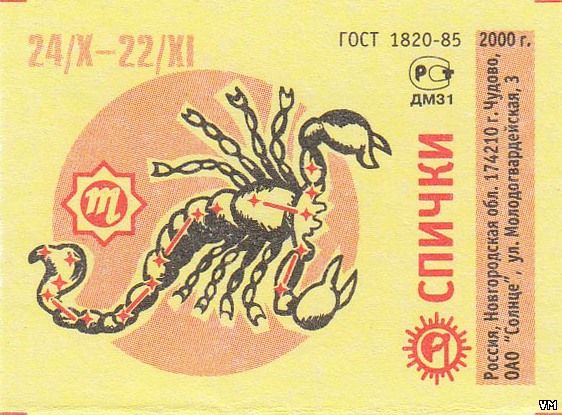 24/X–22/XI
ГОСТ 1820-85
2000 г.
ДМ31
СПИЧКИ
Россия, Новгородская обл. 174210 г. Чудово,
ОАО "Солнце", ул. Молодогвардейская, 3
VM